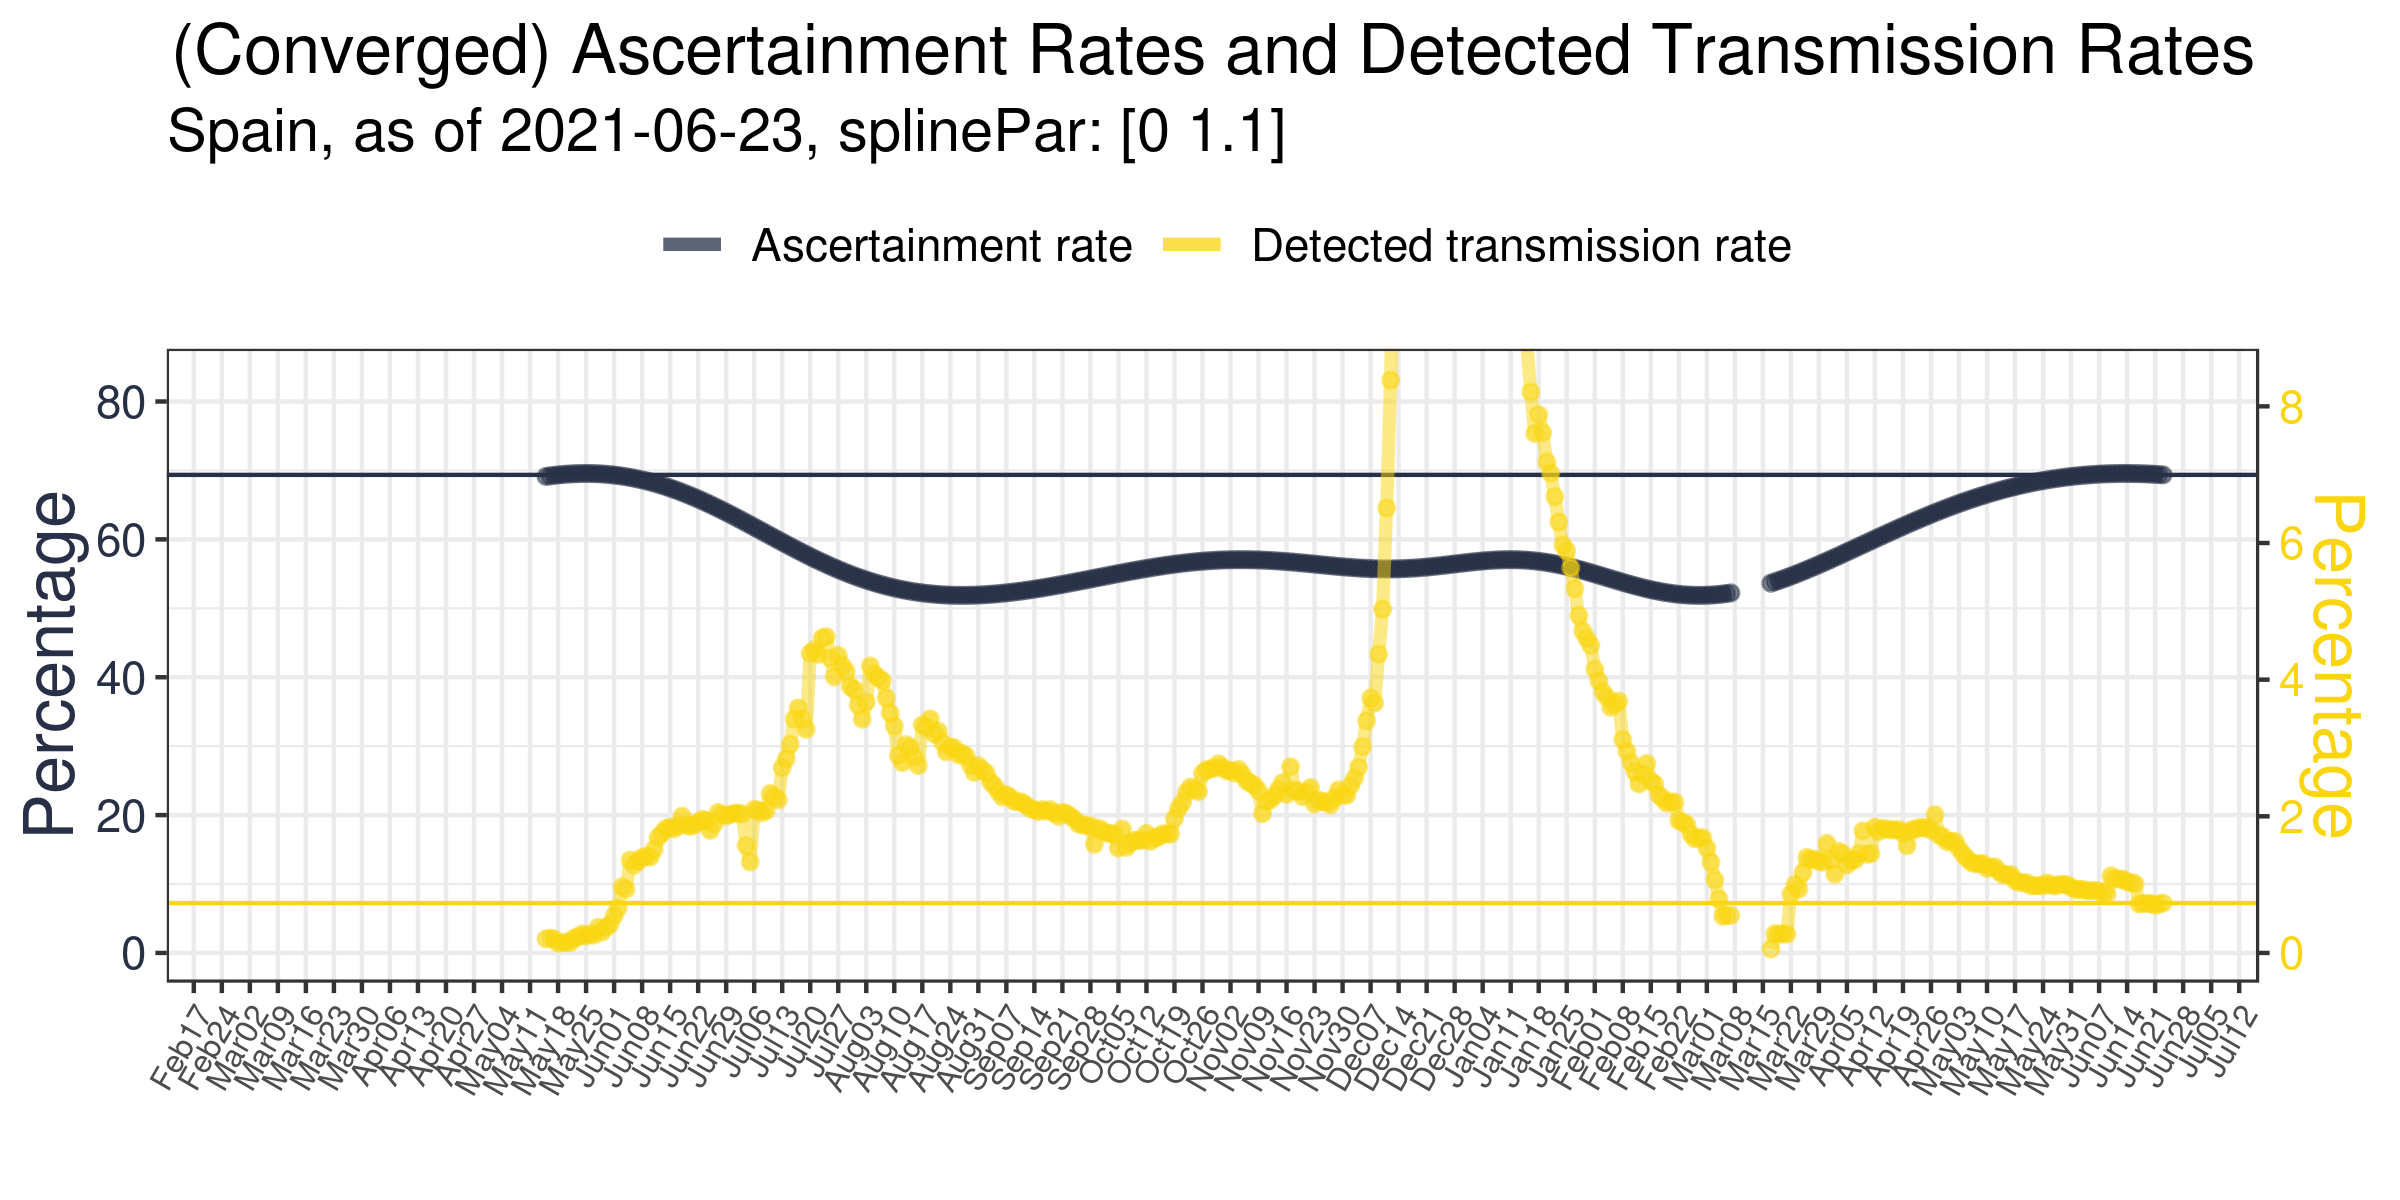 (Converged) Ascertainment Rates and Detected Transmission Rates
Spain, as of 2021-06-23, splinePar: [0 1.1]
Ascertainment rate
Detected transmission rate
Percentage
80
60
40
20
0
8
6
4
2
0
Percentage
Feb17
Feb24
Mar02
Mar09
Mar16
Mar23
Mar30
Apr06
Apr13
Apr20
Apr27
May04
May11
May18
May25
Jun01
Jun08
Jun15
Jun22
Jun29
Jul06
Jul13
Jul20
Jul27
Aug03
Aug10
Aug17
Aug24
Aug31
Sep07
Sep14
Sep21
Sep28
Oct05
Oct12
Oct19
Oct26
Nov02
Nov09
Nov16
Nov23
Nov30
Dec07
Dec14
Dec21
Dec28
Jan04
Jan11
Jan18
Jan25
Feb01
Feb08
Feb15
Feb22
Mar01
Mar08
Mar15
Mar22
Mar29
Apr05
Apr12
Apr19
Apr26
May03
May10
May17
May24
May31
Jun07
Jun14
Jun21
Jun28
Jul05
Jul12